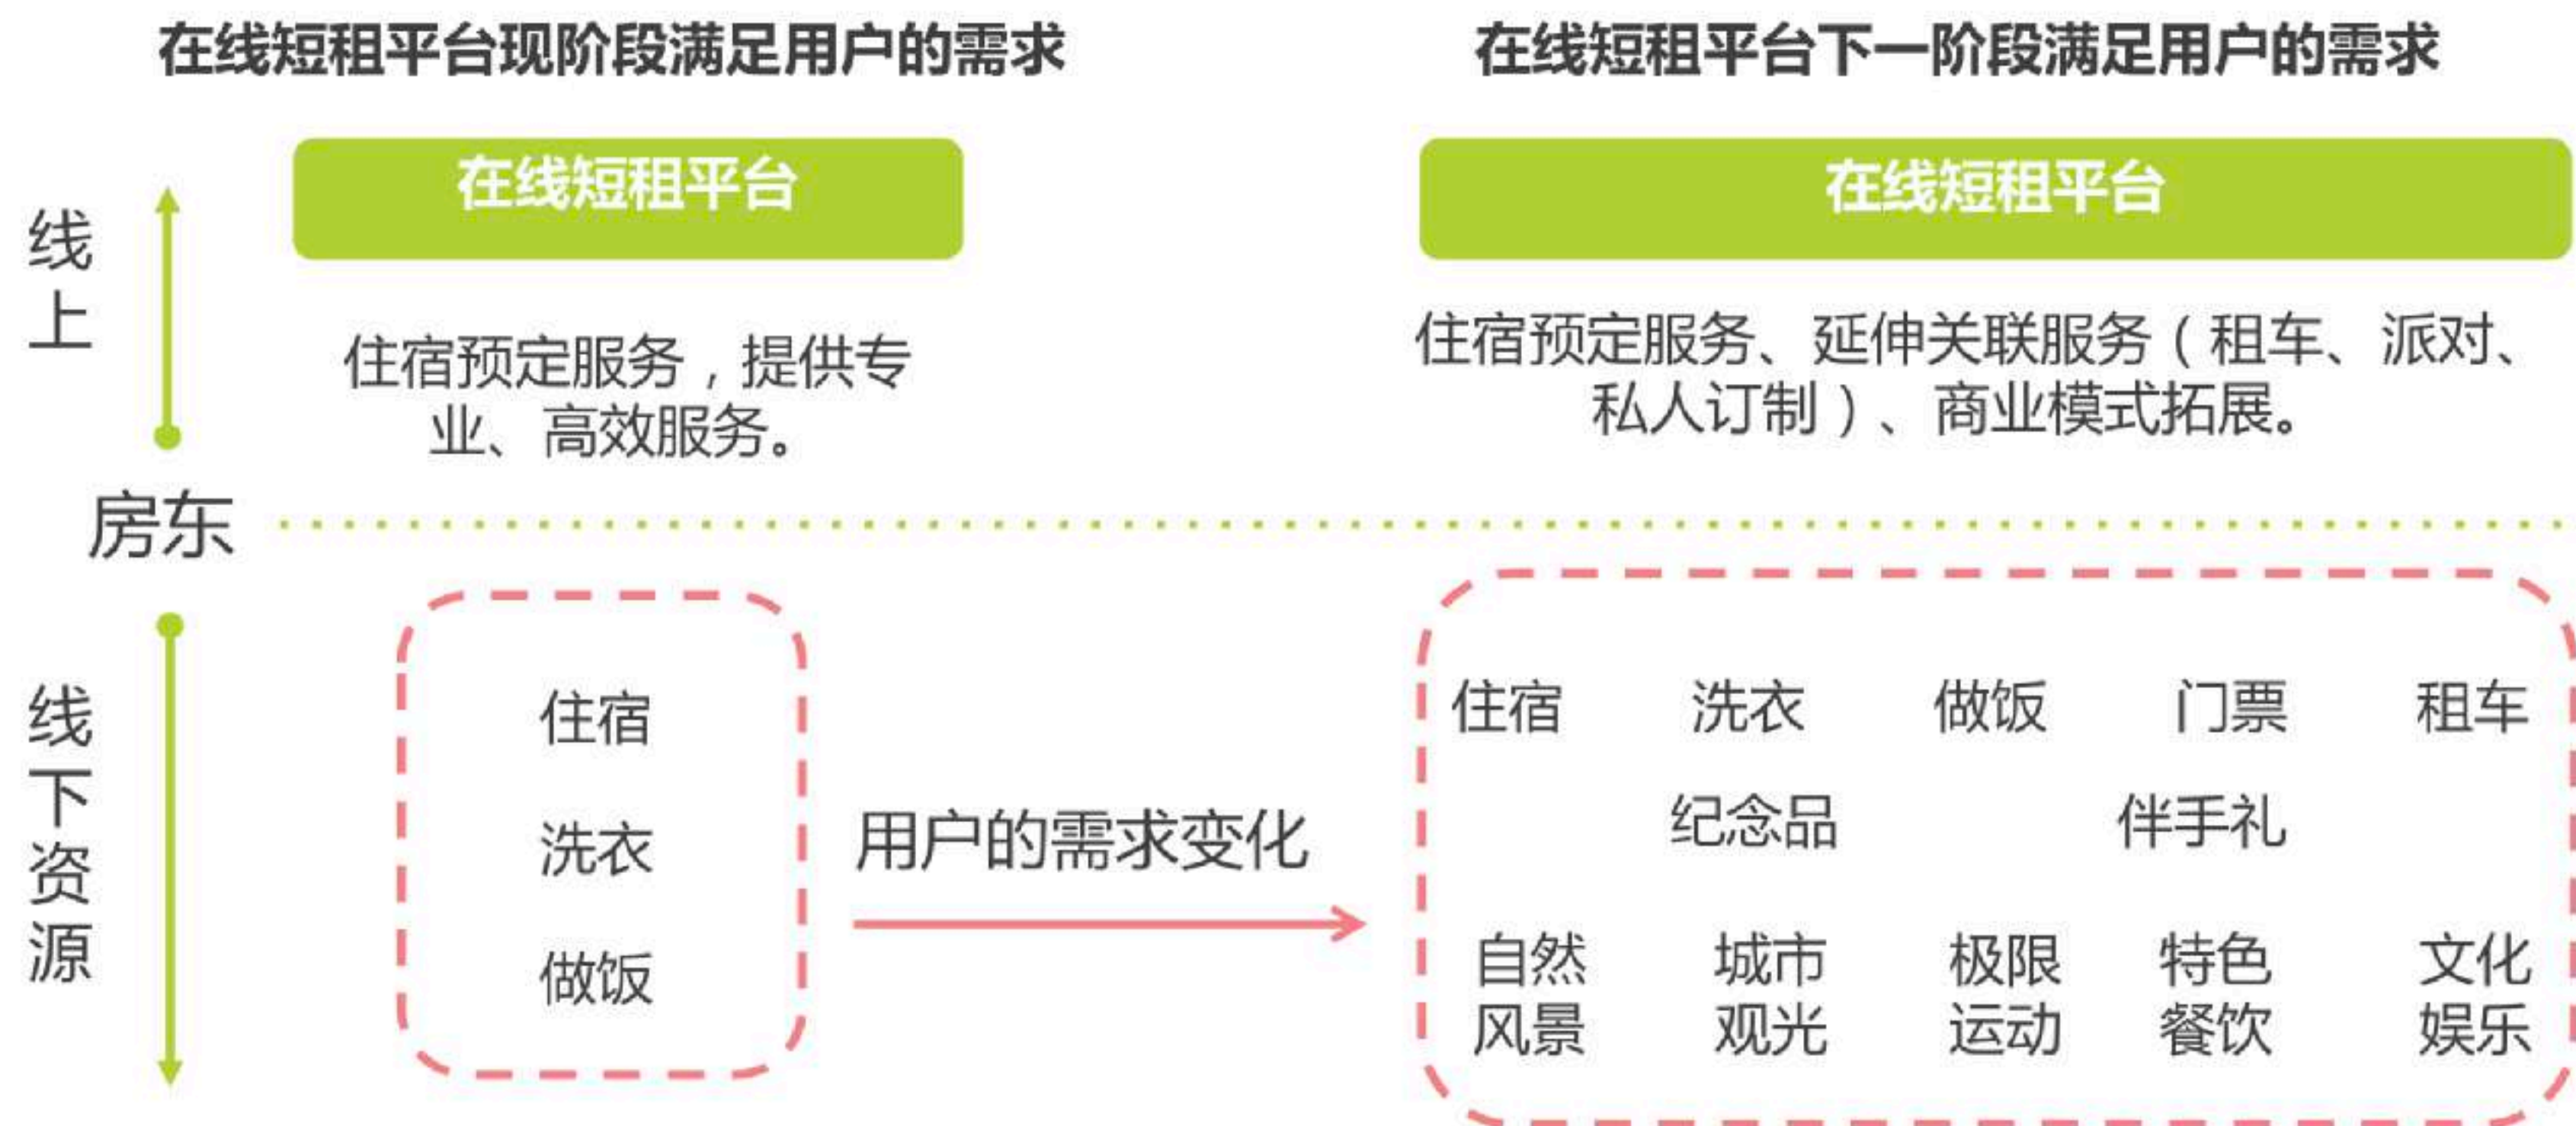 在线短租平台现阶段满足用户的需求
在线短租平台下一阶段满足用户的需求
在线短租平台
在线短租平台
线上
住宿预定服务，提供专
业、高效服务。
住宿预定服务、延伸关联服务（租车、派对、
私人订制）、商业模式拓展。
房东
线下资源
住宿
洗衣
做饭
用户的需求变化
住宿 洗衣 做饭 门票 租车
纪念品 伴手礼
自然 城市 极限 特色 文化
风景 观光 运动 餐饮 娱乐